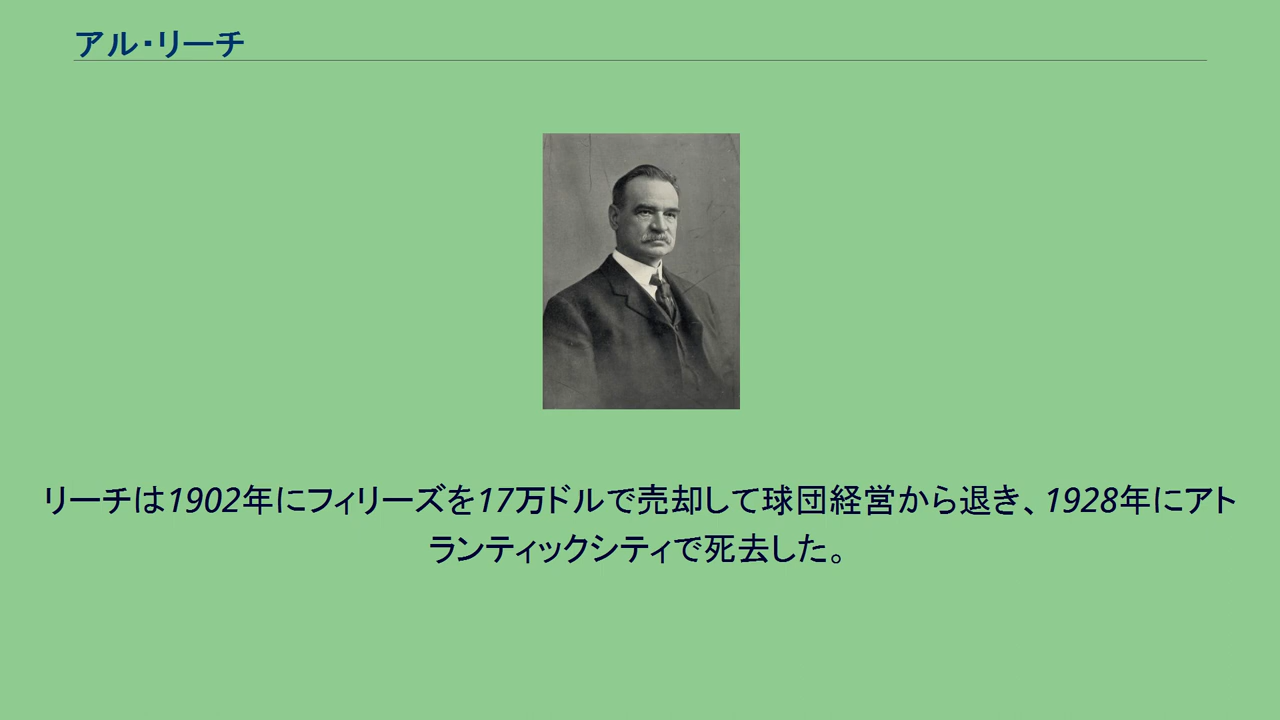 アル・リーチ
リーチは1902年にフィリーズを17万ドルで売却して球団経営から退き、1928年にアト
ランティックシティで死去した。